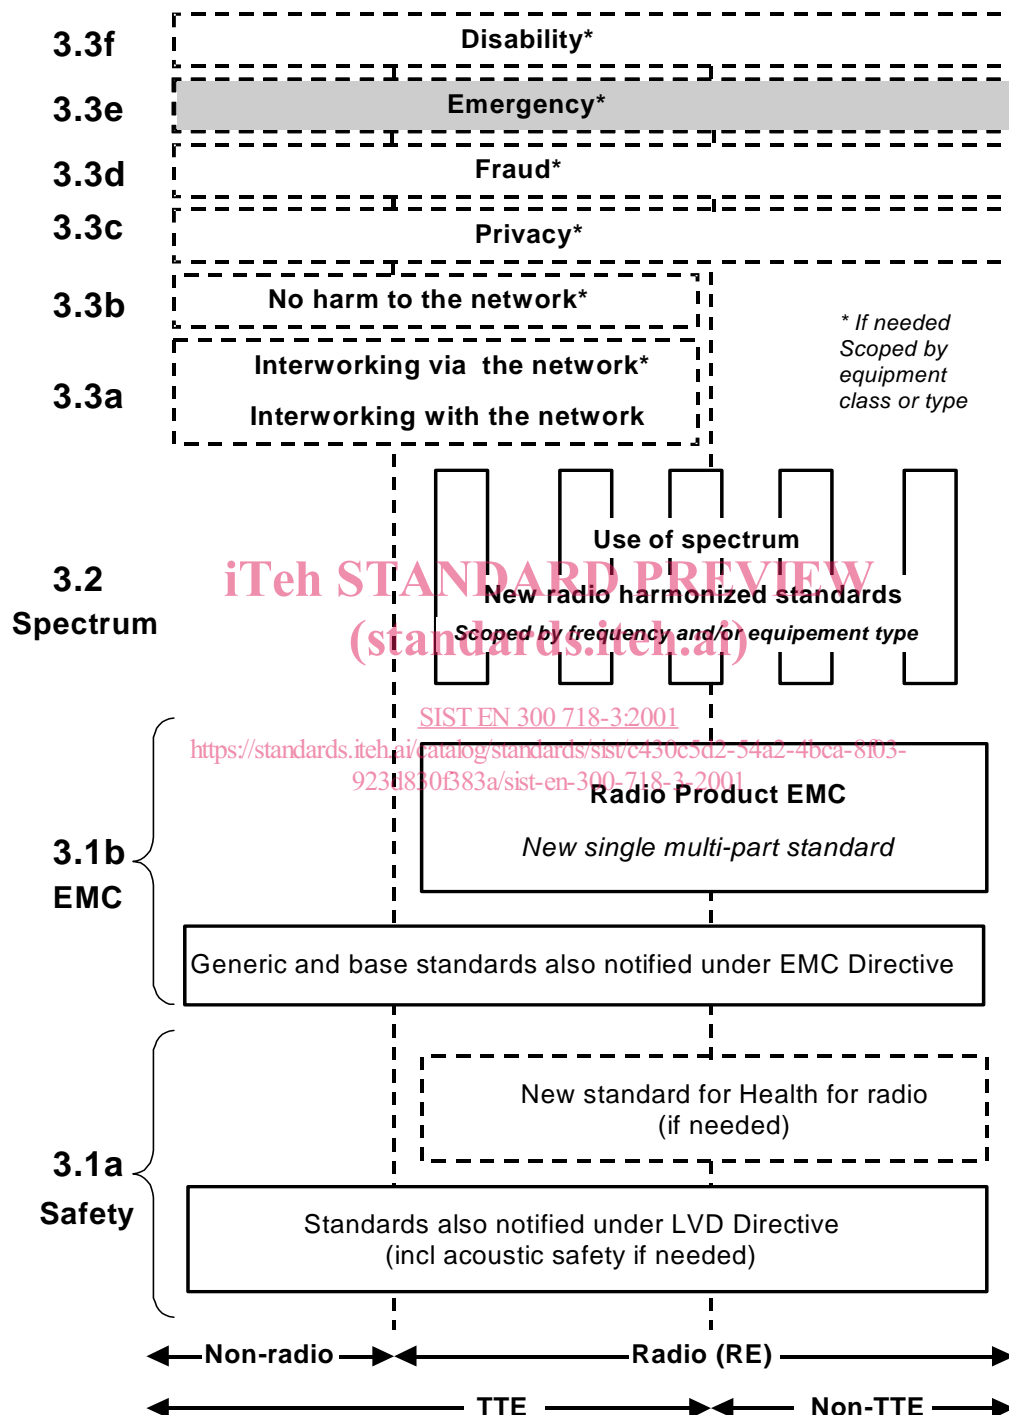 3.3f
Disability*
3.3e
Emergency*
3.3d
Fraud*
3.3c
Privacy*
3.3b
No harm to the network*
3.3a
Interworking via the network*
Interworking with the network
* If needed
Scoped by
equipment
class or type
3.2
Spectrum
Use of spectrum
New radio harmonized standards
Scoped by frequency and/or equipement type
iTeh STANDARD PREVIEW
(standards.iteh.ai)
SIST EN 300 718-3:2001
https://standards.iteh.ai/catalog/standards/sist/c430c5d2-54a2-4bca-8f03-
923d830f383a/sist-en-300-718-3-2001
3.1b
EMC
Radio Product EMC
New single multi-part standard
Generic and base standards also notified under EMC Directive
3.1a
Safety
New standard for Health for radio
(if needed)
Standards also notified under LVD Directive
(incl acoustic safety if needed)
Non-radio
Radio (RE)
TTE
Non-TTE